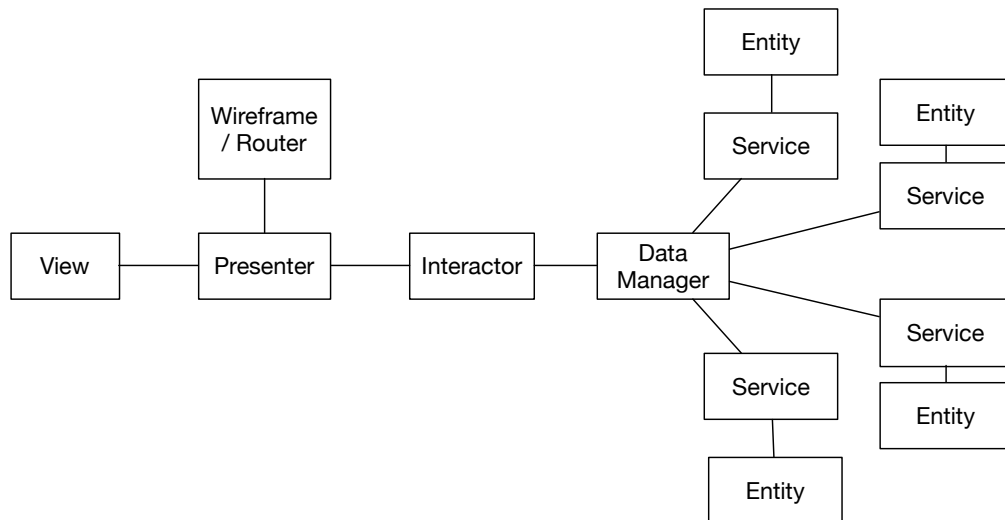 Entity
Wireframe
/ Router
Entity
Service
Service
View
Presenter
Interactor
Data
Manager
Service
Service
Entity
Entity